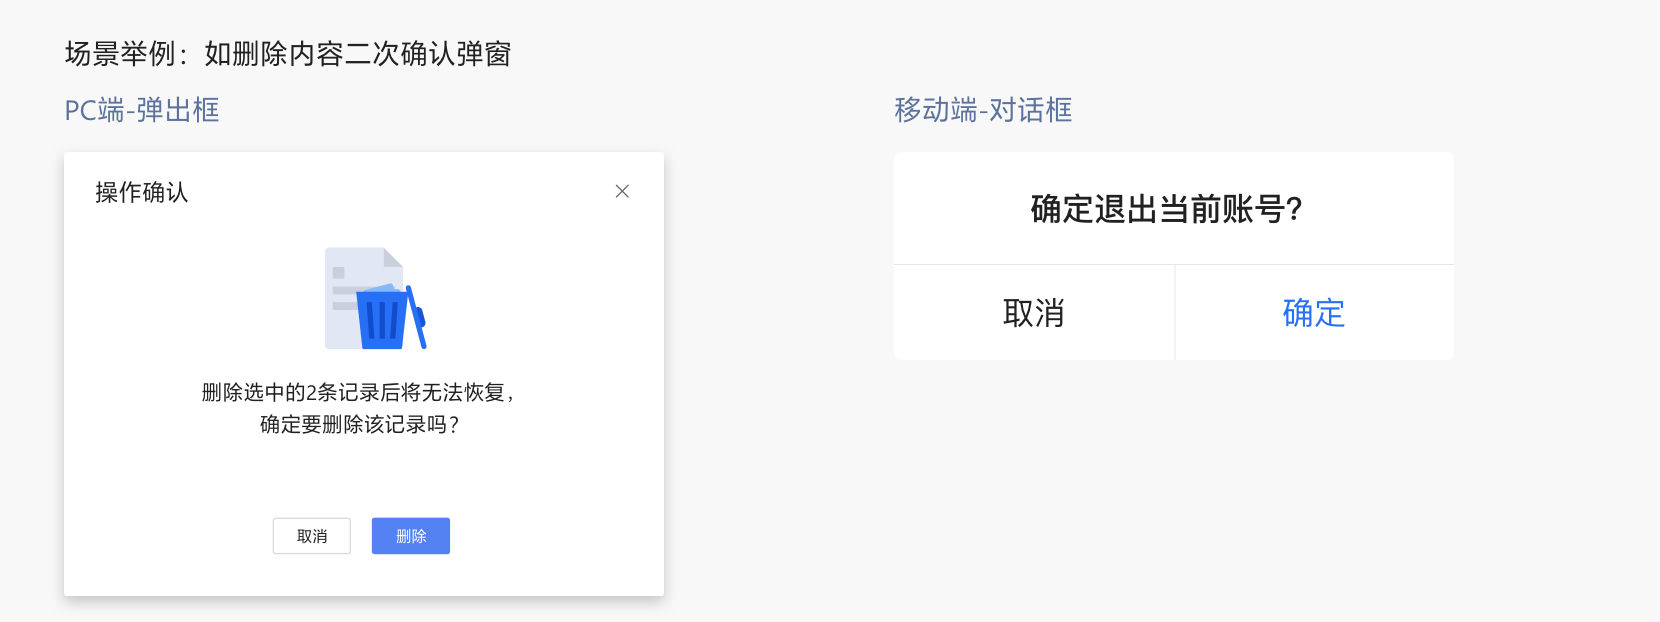 场景举例：如删除内容二次确认弹窗
PC端-弹出框
操作确认
删除选中的2条记录后将无法恢复，
确定要删除该记录吗？
取消
删除
移动端-对话框
确定退出当前账号?
取消
确定